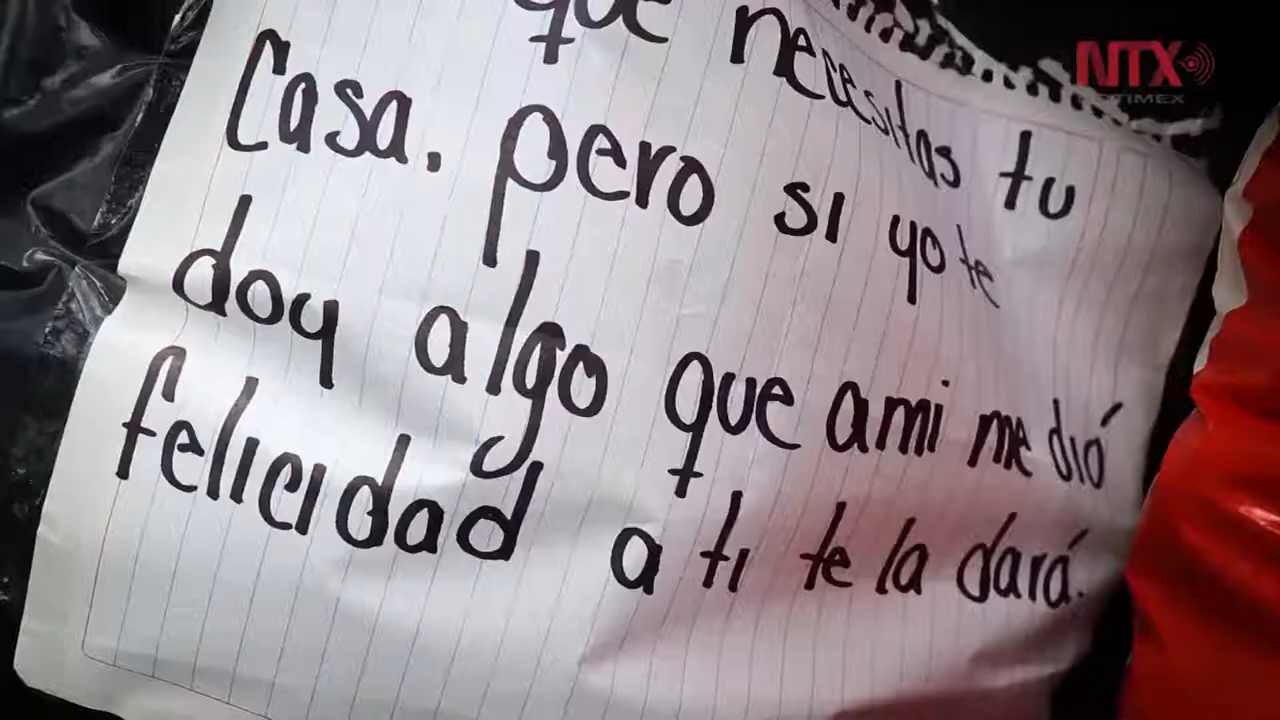 que necesitas tu
Casa. pero si yo te
doy algo que ami me dió
felicidad a ti te la dará.
NTX
TIMEX